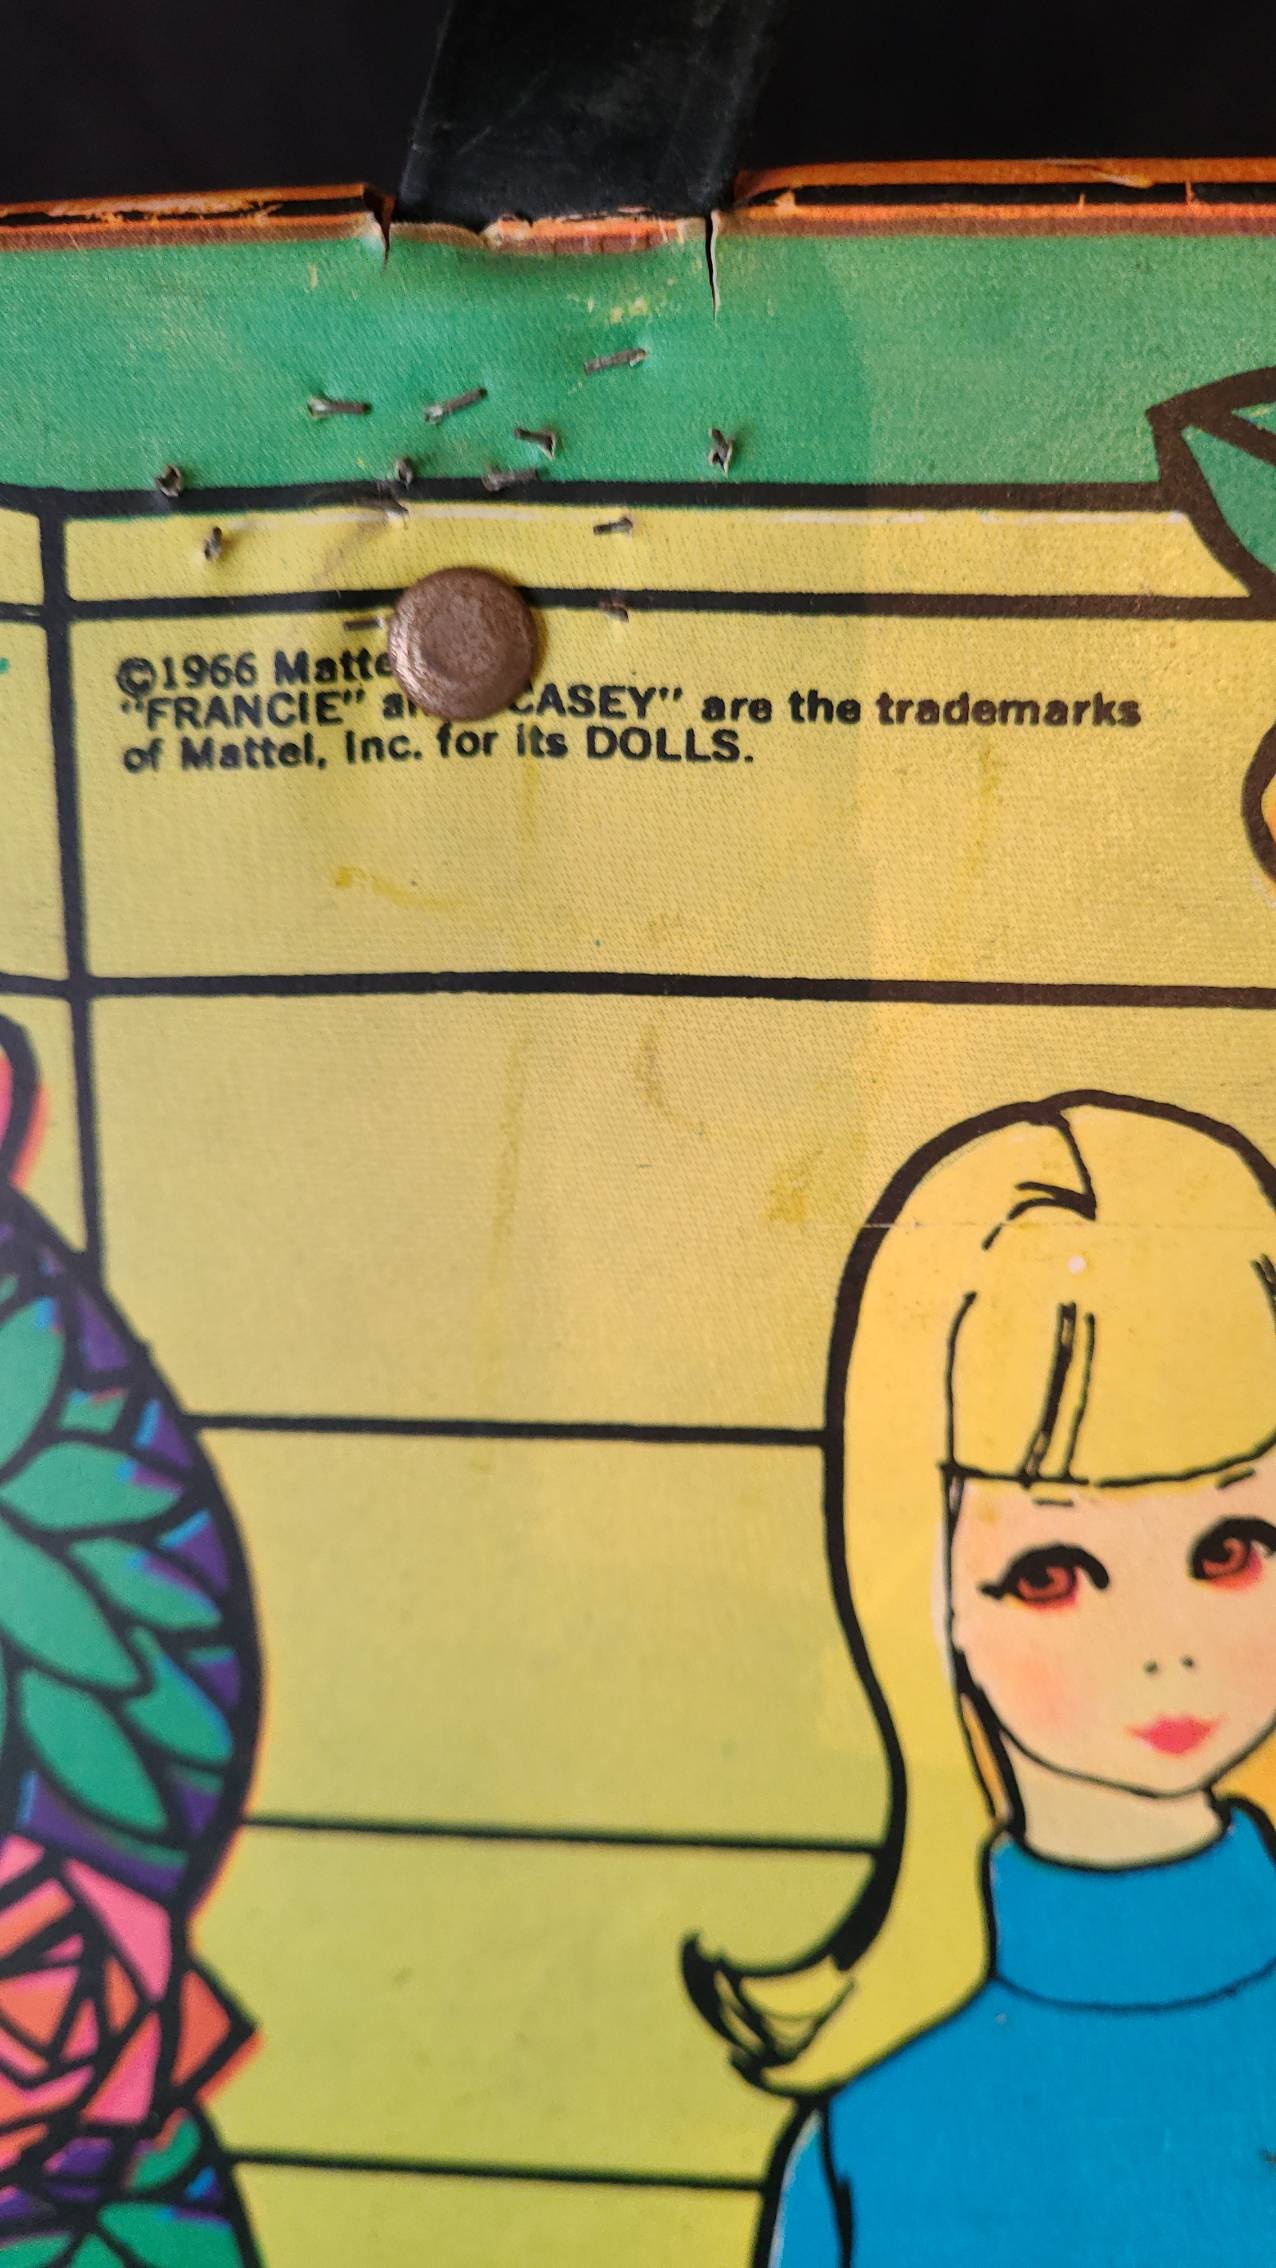 ©1966 Matte
"FRANCIE" a CASEY" are the trademarks
of Mattel, Inc. for its DOLLS.